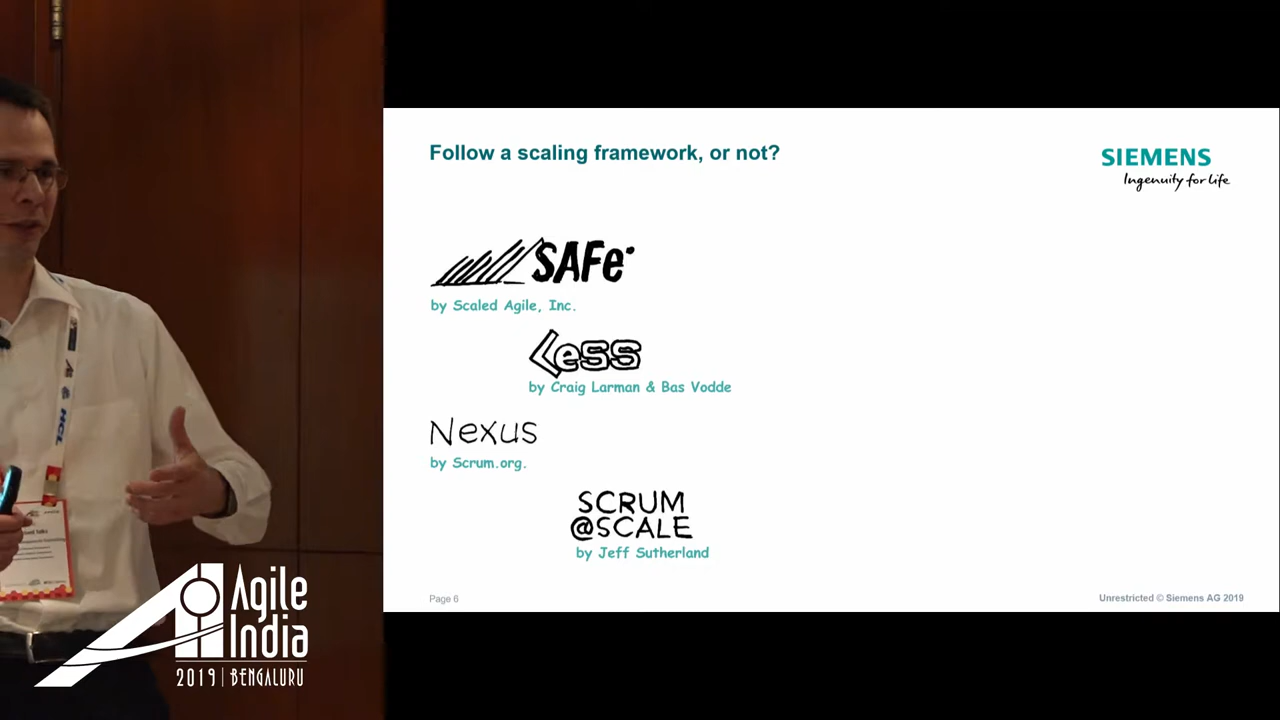 Follow a scaling framework, or not?
SIEMENS
Ingenuity for life
SAFe
by Scaled Agile, Inc.
Less
by Craig Larman & Bas Vodde
Nexus
by Scrum.org.
SCRUM
@SCALE
by Jeff Sutherland
Page 6
Unrestricted © Siemens AG 2019
HCL
Agile
India
2019 | BENGALURU